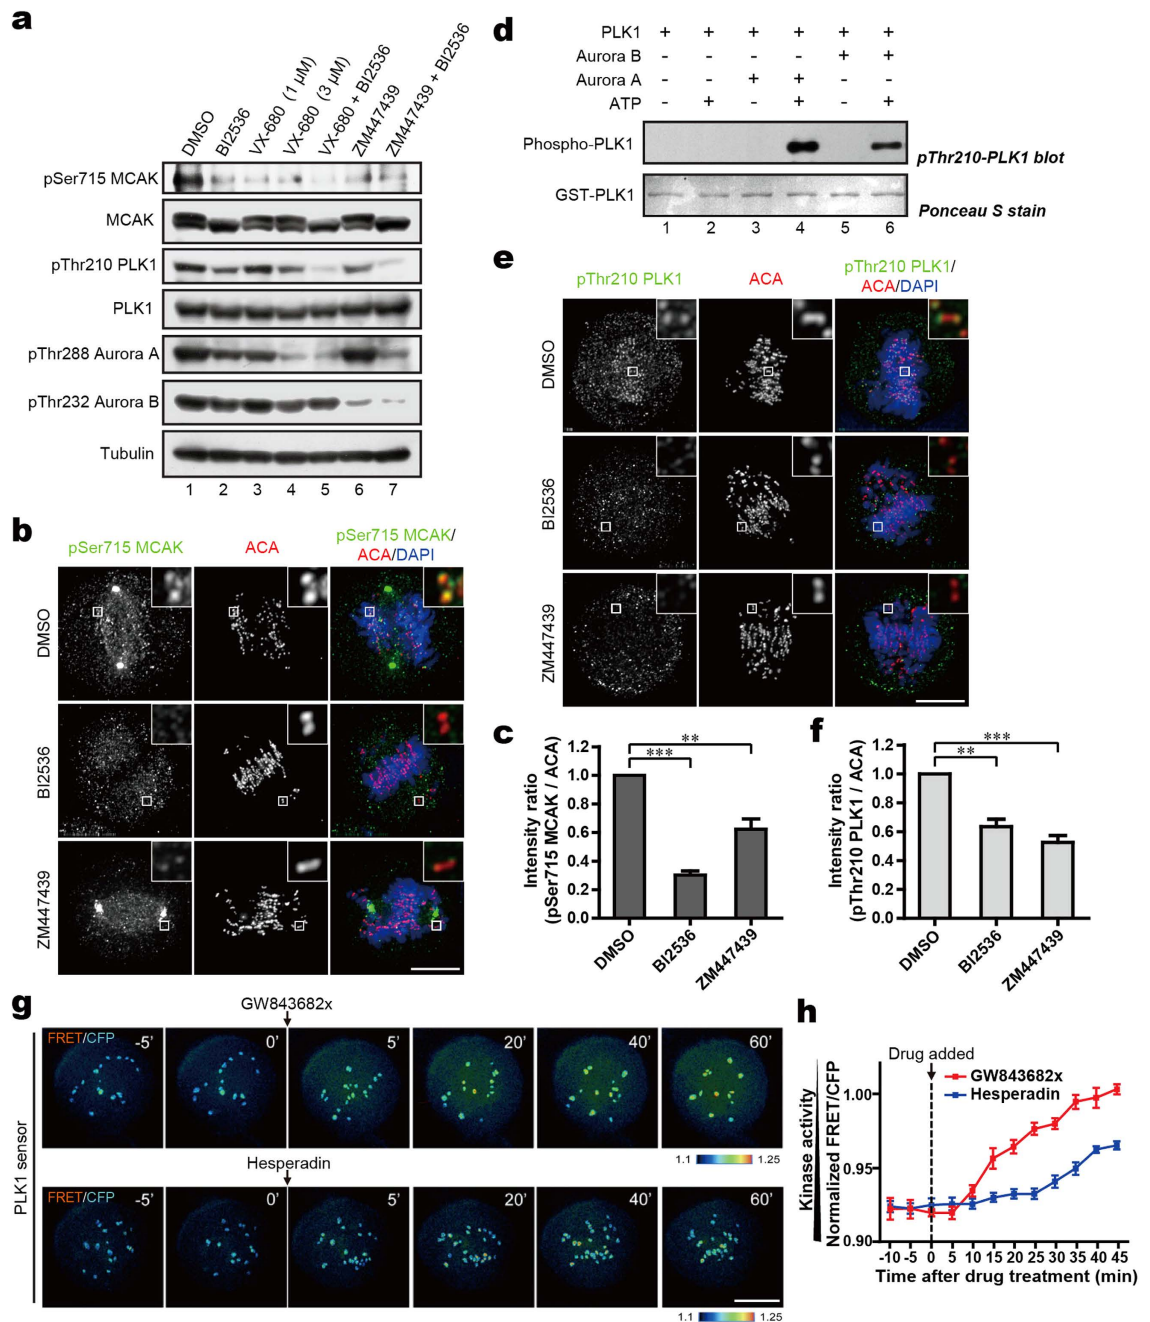 a
DMSO
BI2536
VX-680 (1 μM)
VX-680 (3 μM)
VX-680 + BI2536
ZM447439
ZM447439 + BI2536
pSer715 MCAK
MCAK
pThr210 PLK1
PLK1
pThr288 Aurora A
pThr232 Aurora B
Tubulin
1 2 3 4 5 6 7
d
PLK1 + + + + + +
Aurora B - - - - + +
Aurora A - - + + - -
ATP - + - + - +
Phospho-PLK1
pThr210-PLK1 blot
GST-PLK1
Ponceau S stain
1 2 3 4 5 6
b
pSer715 MCAK
ACA
pSer715 MCAK/
ACA/DAPI
DMSO
BI2536
ZM447439
e
pThr210 PLK1
ACA
pThr210 PLK1/
ACA/DAPI
DMSO
BI2536
ZM447439
c
Intensity ratio
(pSer715 MCAK / ACA)
1.2
1.0
0.8
0.6
0.4
0.2
0.0
**
***
DMSO
BI2536
ZM447439
f
Intensity ratio
(pThr210 PLK1 / ACA)
1.2
1.0
0.8
0.6
0.4
0.2
0.0
***
**
DMSO
BI2536
ZM447439
g
GW843682x
PLK1 sensor
FRET/CFP
-5' 0' 5' 20' 40' 60'
1.1 1.25
Hesperadin
FRET/CFP
-5' 0' 5' 20' 40' 60'
1.1 1.25
h
Drug added
GW843682x
Hesperadin
Kinase activity
Normalized FRET/CFP
1.00
0.95
0.90
-10 -5 0 5 10 15 20 25 30 35 40 45
Time after drug treatment (min)